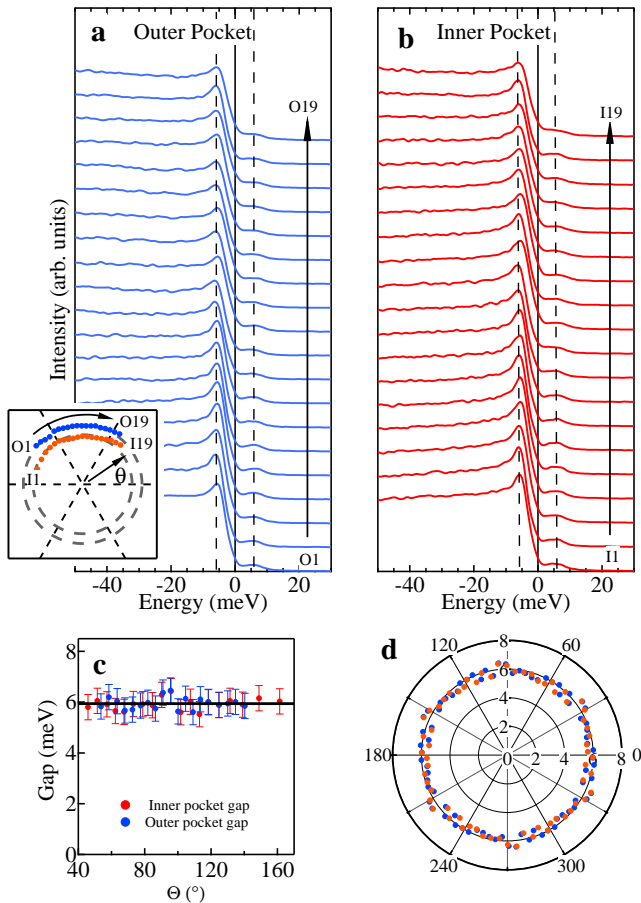 a Outer Pocket
O19
O1
Intensity (arb. units)
-40 -20 0 20
Energy (meV)
b Inner Pocket
I19
I1
-40 -20 0 20
Energy (meV)
O1
O19
I1
I19
θ
c
8
6
4
2
0
Gap (meV)
Inner pocket gap
Outer pocket gap
40 80 120 160
Θ (°)
d
8
6
4
2
0 2 4 6 8
0
60
120
180
240
300